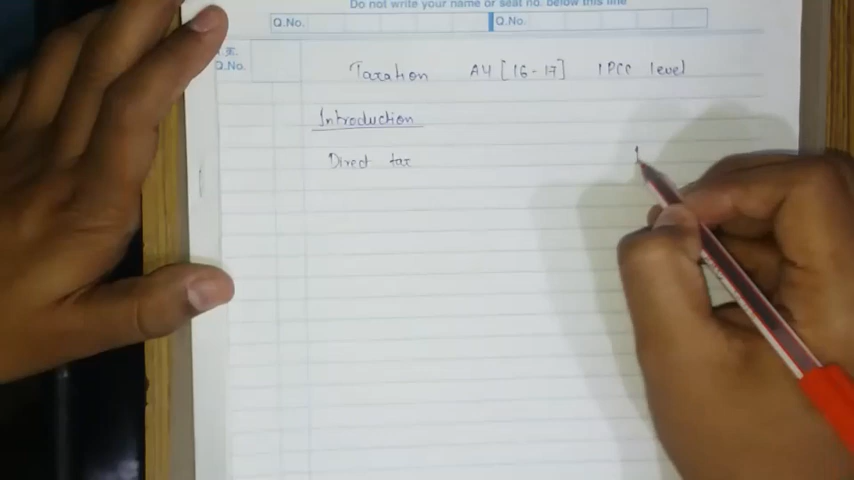 Do not write your name or seat no. below this line
Q.No. Q.No.
Q.No.
Taxation AY [16-17] IPCC level
Introduction
Direct tax